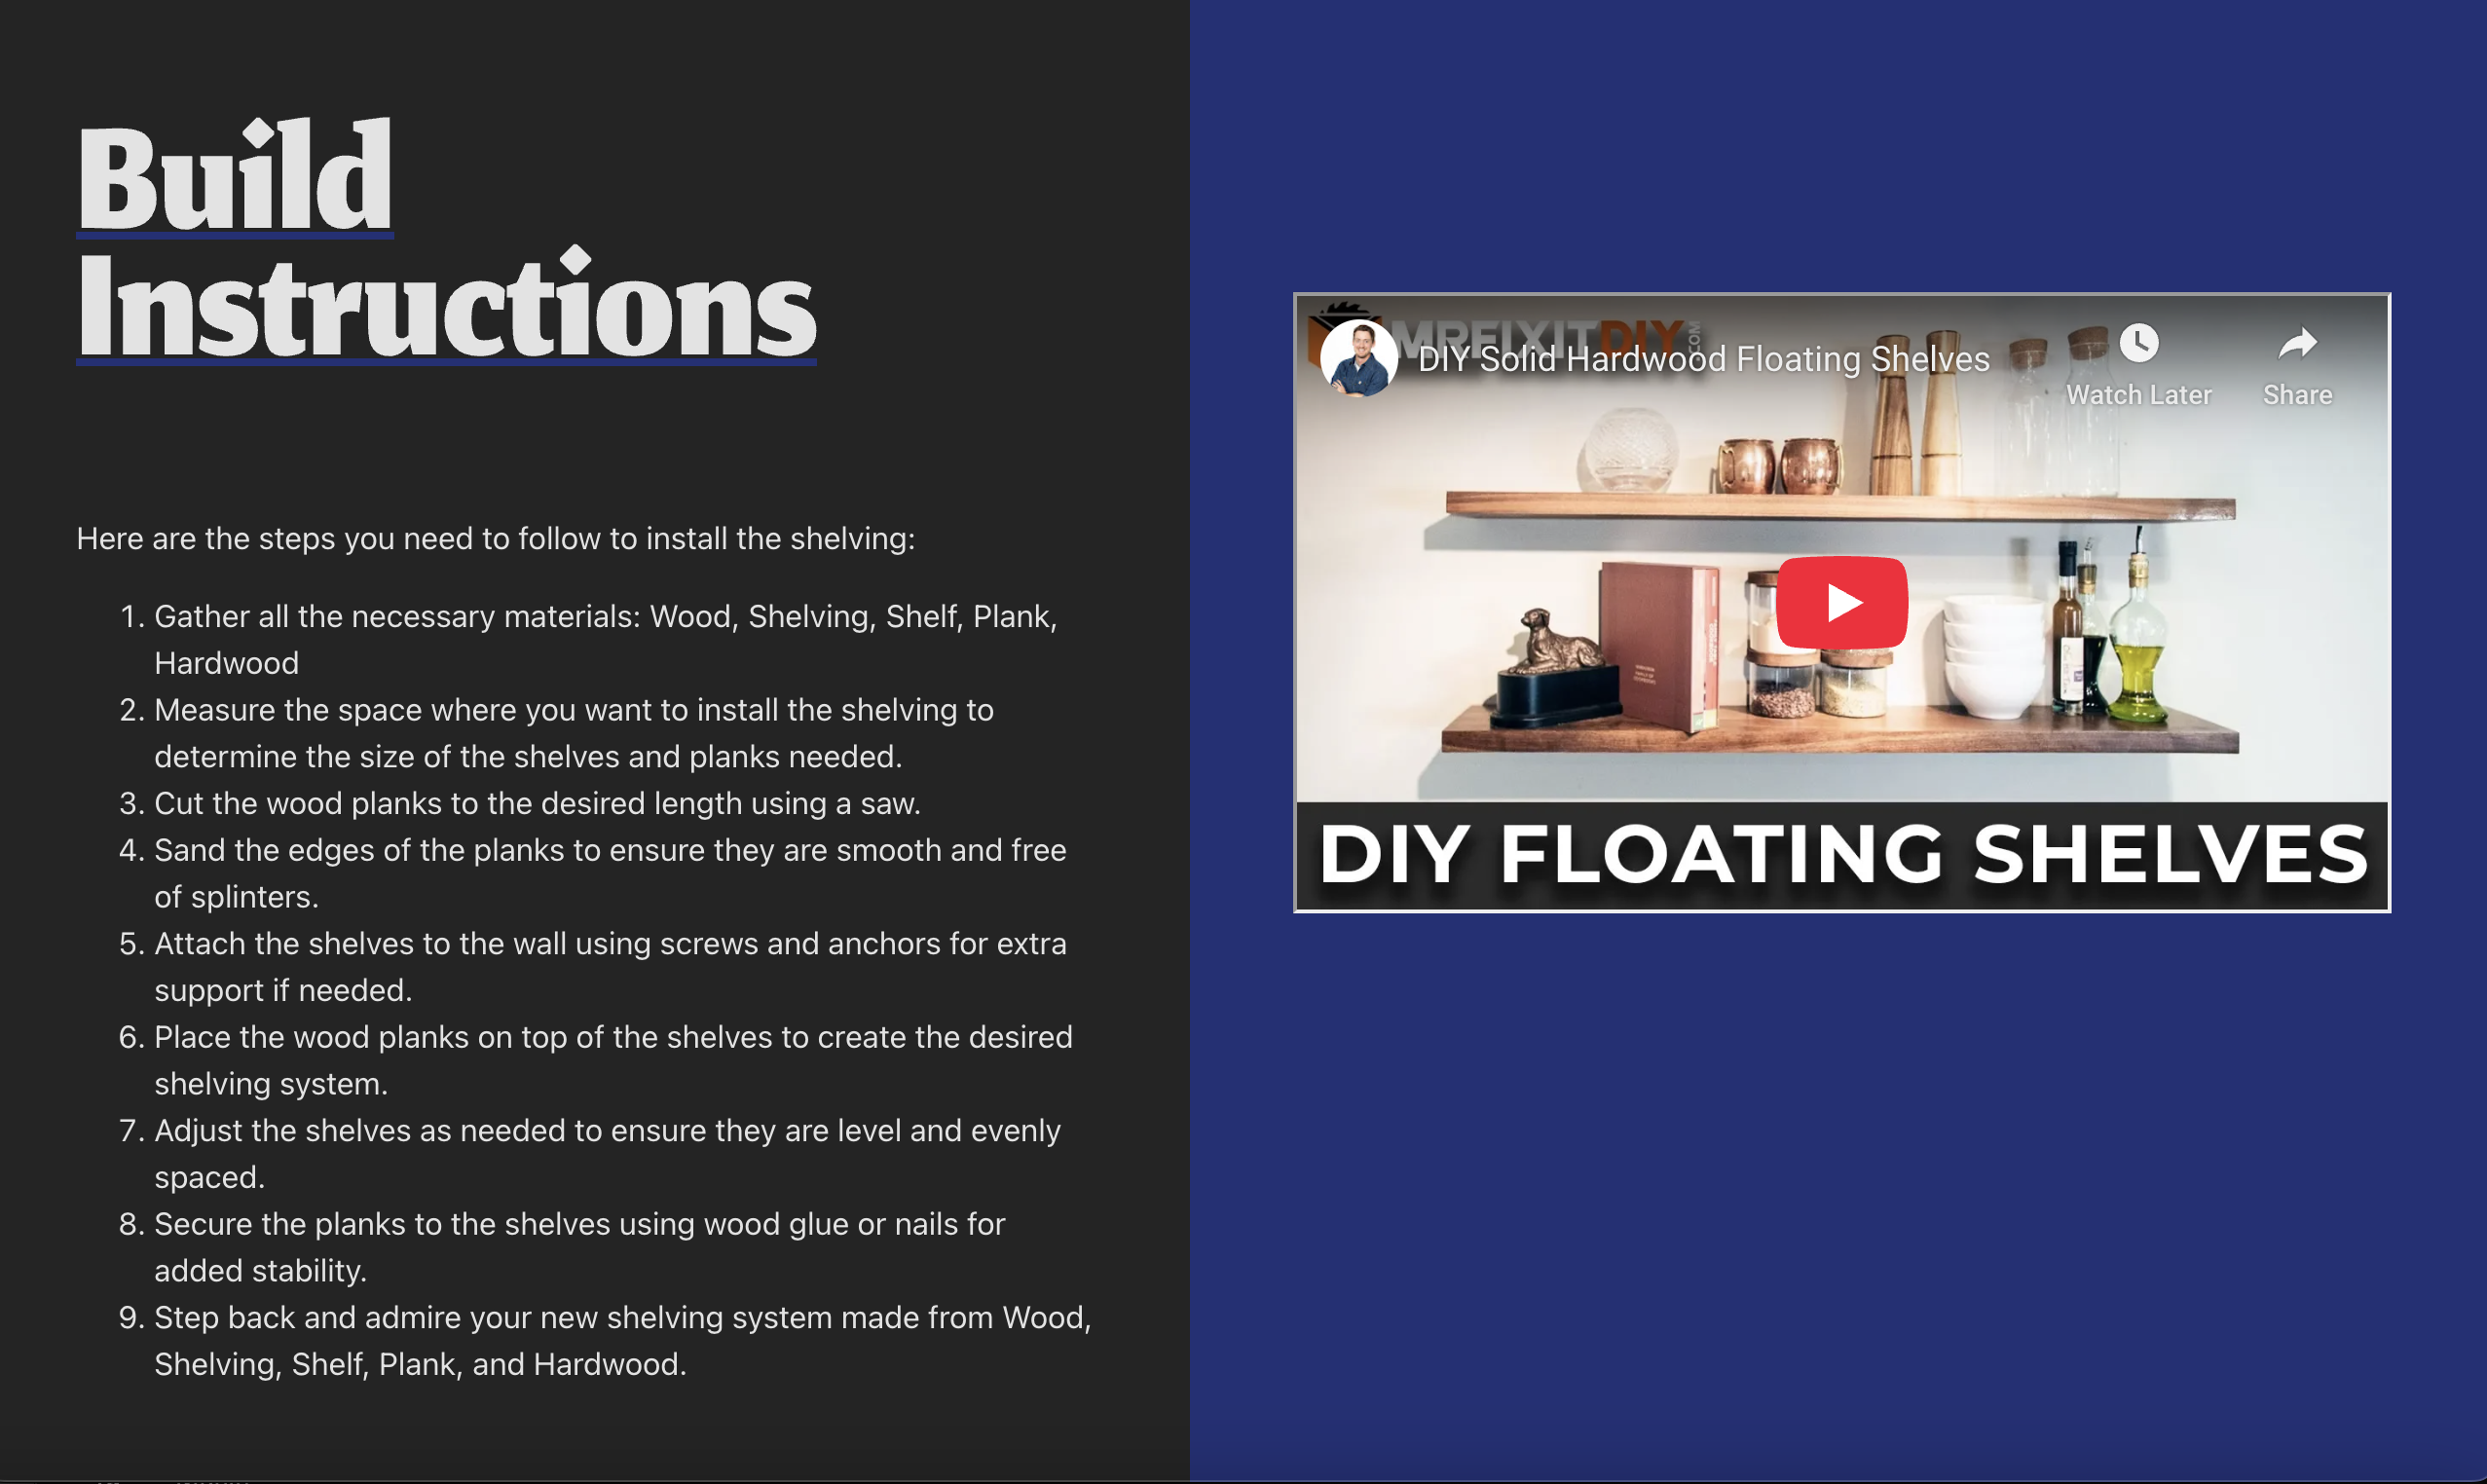 Build
Instructions
Here are the steps you need to follow to install the shelving:
1. Gather all the necessary materials: Wood, Shelving, Shelf, Plank,
Hardwood
2. Measure the space where you want to install the shelving to
determine the size of the shelves and planks needed.
3. Cut the wood planks to the desired length using a saw.
4. Sand the edges of the planks to ensure they are smooth and free
of splinters.
5. Attach the shelves to the wall using screws and anchors for extra
support if needed.
6. Place the wood planks on top of the shelves to create the desired
shelving system.
7. Adjust the shelves as needed to ensure they are level and evenly
spaced.
8. Secure the planks to the shelves using wood glue or nails for
added stability.
9. Step back and admire your new shelving system made from Wood,
Shelving, Shelf, Plank, and Hardwood.
MRFIXITDIY.COM
DIY Solid Hardwood Floating Shelves
Watch Later
Share
DIY FLOATING SHELVES